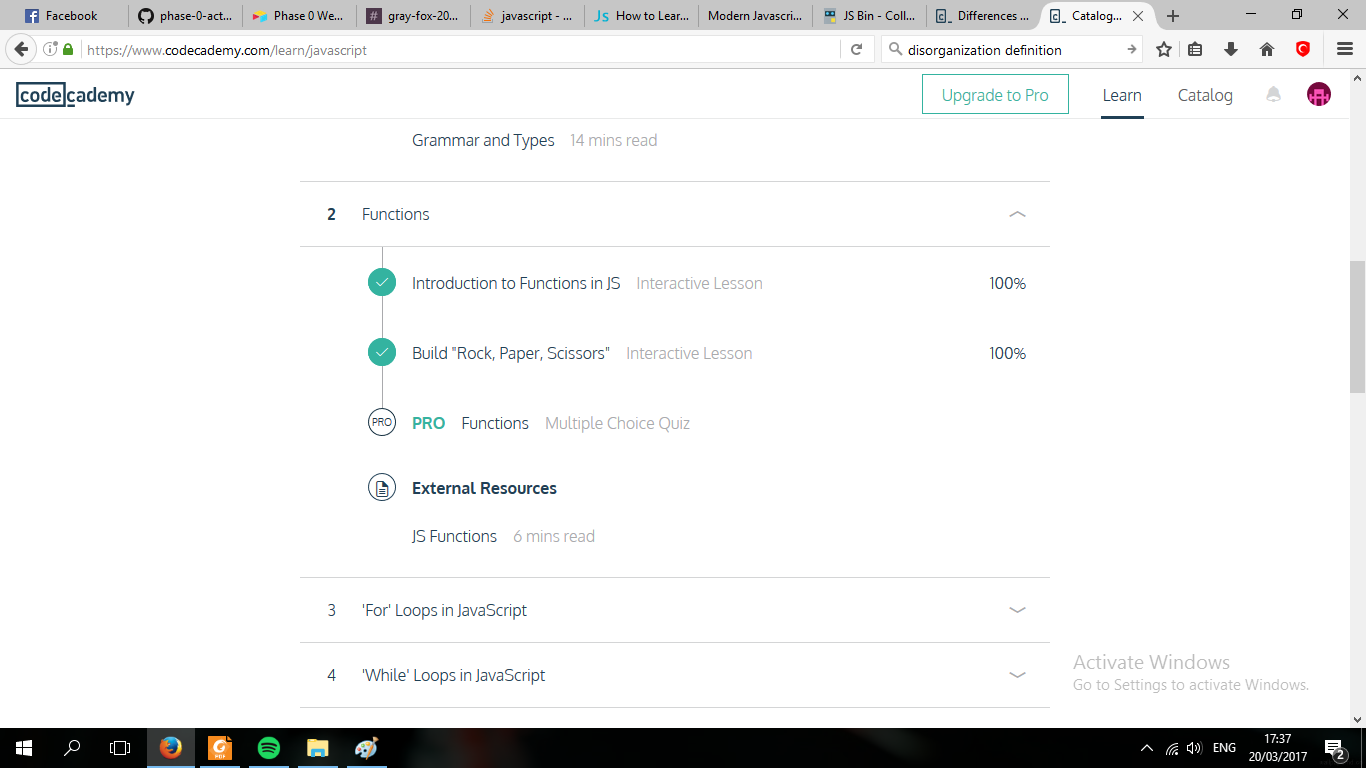 Facebook
phase-0-act...
Phase 0 We...
gray-fox-20...
javascript - ...
How to Lear...
Modern Javascri...
JS Bin - Coll...
Differences ...
Catalog...
https://www.codecademy.com/learn/javascript
disorganization definition
codecademy
Upgrade to Pro
Learn
Catalog
Grammar and Types 14 mins read
2 Functions
Introduction to Functions in JS Interactive Lesson 100%
Build "Rock, Paper, Scissors" Interactive Lesson 100%
PRO PRO Functions Multiple Choice Quiz
External Resources
JS Functions 6 mins read
3 'For' Loops in JavaScript
4 'While' Loops in JavaScript
Activate Windows
Go to Settings to activate Windows.
PDF
ENG
17:37
20/03/2017
2